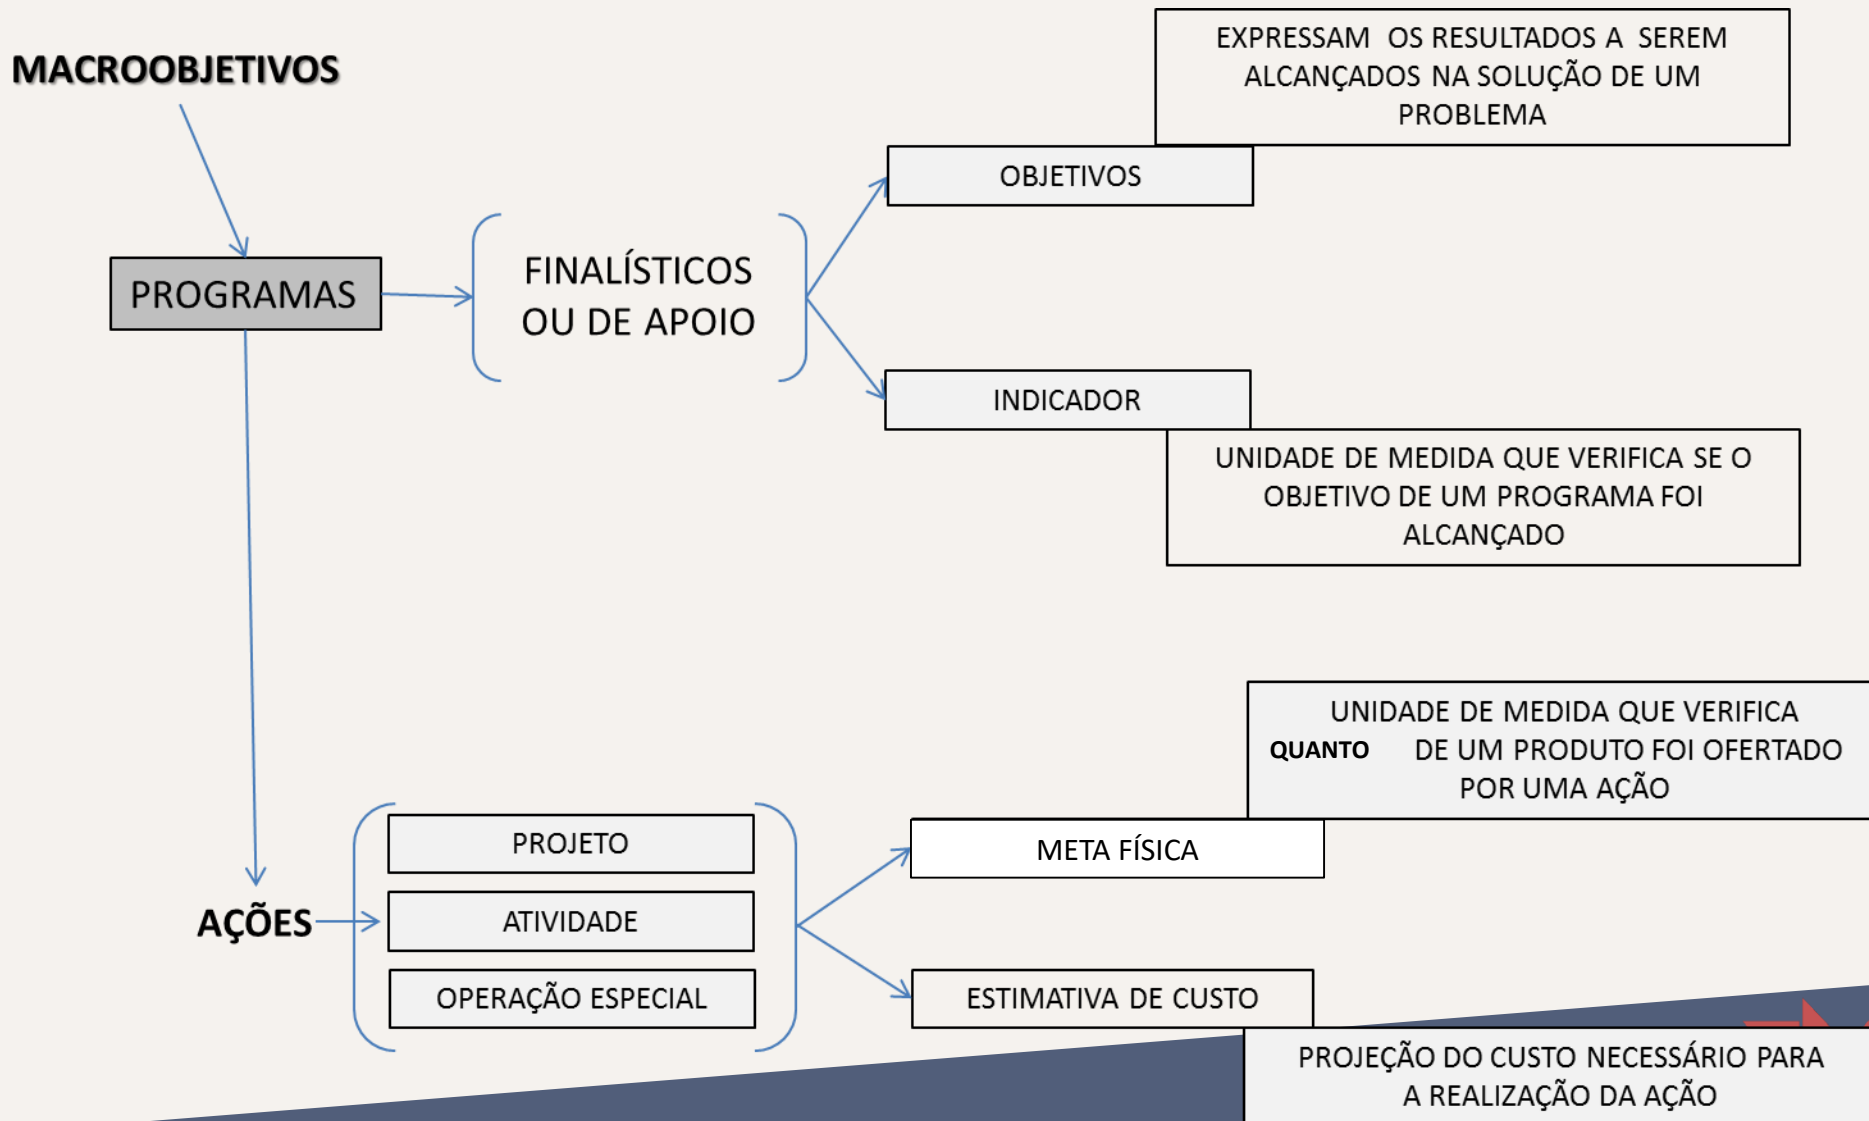 MACROOBJETIVOS
EXPRESSAM OS RESULTADOS A SEREM
ALCANÇADOS NA SOLUÇÃO DE UM
PROBLEMA
OBJETIVOS
PROGRAMAS
FINALÍSTICOS
OU DE APOIO
INDICADOR
UNIDADE DE MEDIDA QUE VERIFICA SE O
OBJETIVO DE UM PROGRAMA FOI
ALCANÇADO
UNIDADE DE MEDIDA QUE VERIFICA
QUANTO DE UM PRODUTO FOI OFERTADO
POR UMA AÇÃO
META FÍSICA
AÇÕES
PROJETO
ATIVIDADE
OPERAÇÃO ESPECIAL
ESTIMATIVA DE CUSTO
PROJEÇÃO DO CUSTO NECESSÁRIO PARA
A REALIZAÇÃO DA AÇÃO